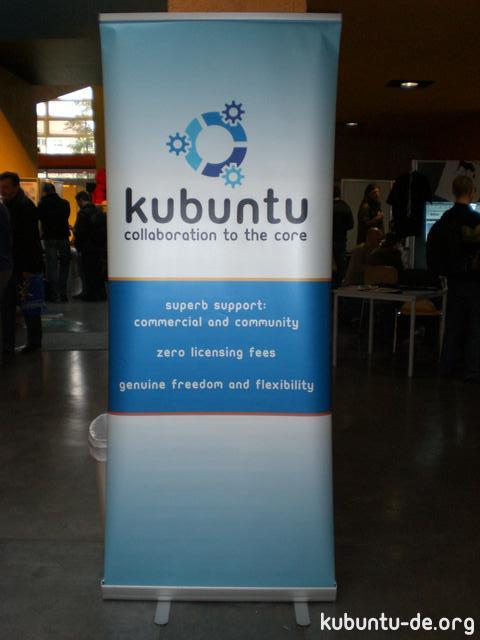 kubuntu
collaboration to the core
superb support:
commercial and community
zero licensing fees
genuine freedom and flexibility
kubuntu-de.org